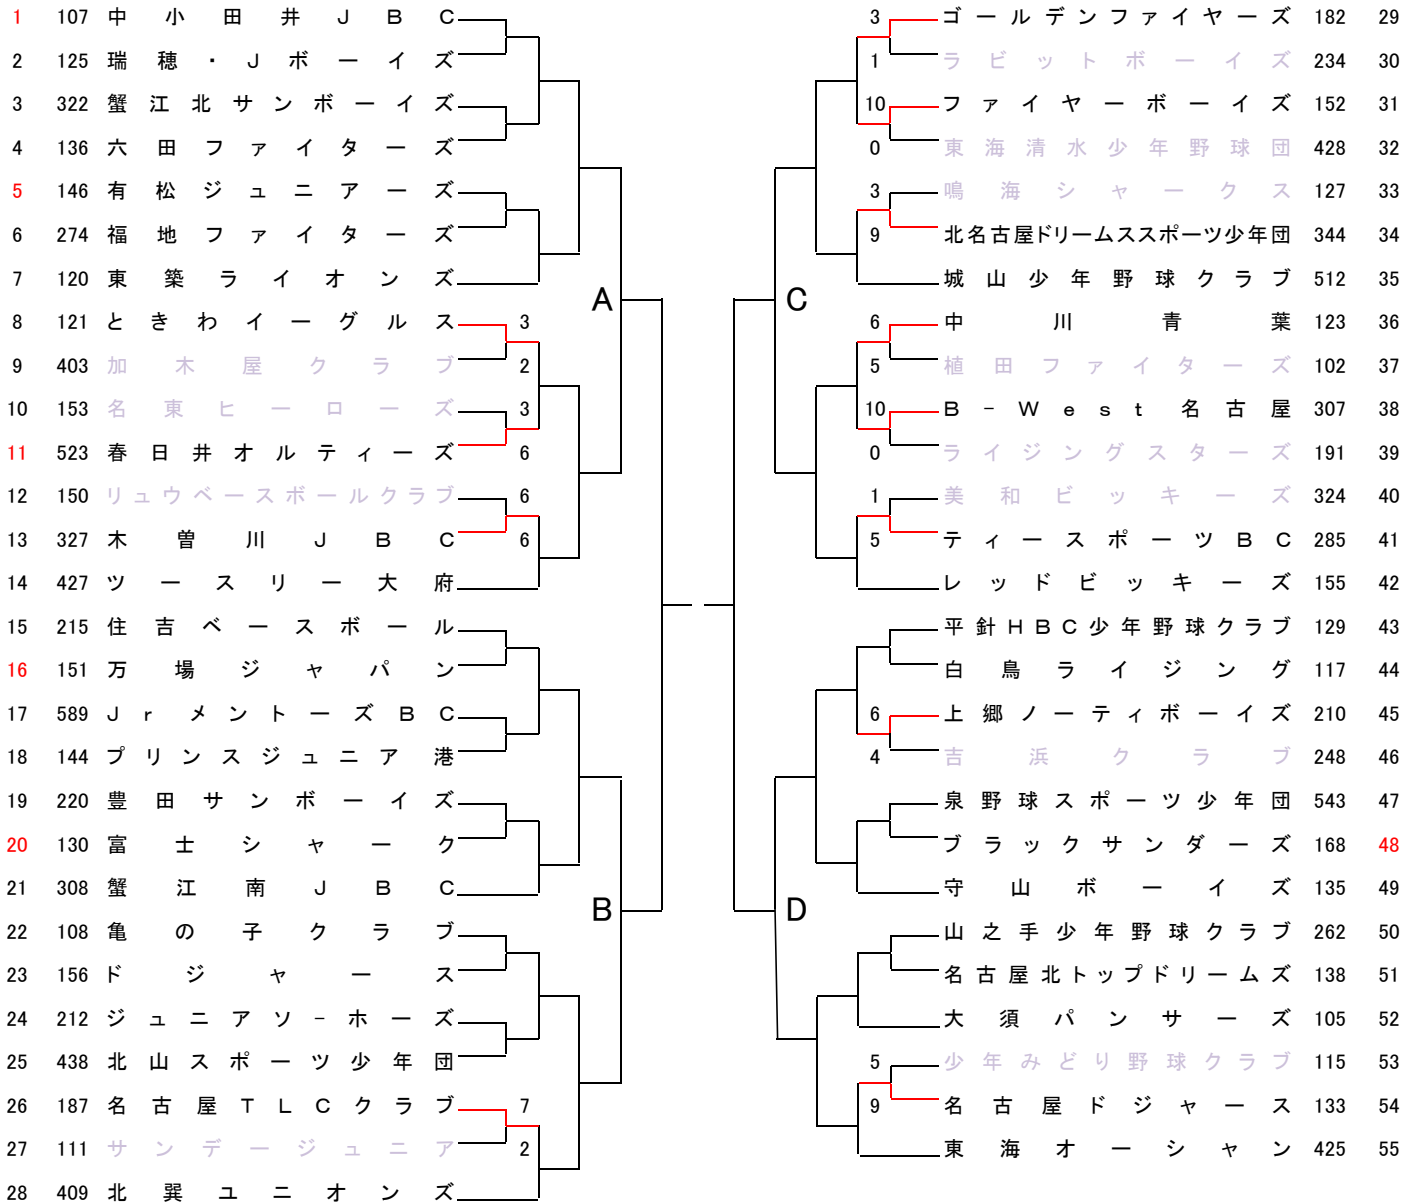 1 107 中小田井JBC
2 125 瑞穂・Jボーイズ
3 322 蟹江北サンボーイズ
4 136 六田ファイターズ
5 146 有松ジュニアーズ
6 274 福地ファイターズ
7 120 東築ライオンズ
A
8 121 ときわイーグルス 3
9 403 加木屋クラブ 2
10 153 名東ヒーローズ 3
11 523 春日井オルティーズ 6
12 150 リュウベースボールクラブ 6
13 327 木曽川JBC 6
14 427 ツースリー大府
15 215 住吉ベースボール
16 151 万場ジャパン
17 589 JrメントーズBC
18 144 プリンスジュニア港
19 220 豊田サンボーイズ
20 130 富士シャーク
21 308 蟹江南JBC
B
22 108 亀の子クラブ
23 156 ドジャース
24 212 ジュニアソ-ホーズ
25 438 北山スポーツ少年団
26 187 名古屋TLCクラブ 7
27 111 サンデージュニア 2
28 409 北巽ユニオンズ
3 ゴールデンファイヤーズ 182 29
1 ラビットボーイズ 234 30
10 ファイヤーボーイズ 152 31
0 東海清水少年野球団 428 32
3 鳴海シャークス 127 33
9 北名古屋ドリームススポーツ少年団 344 34
城山少年野球クラブ 512 35
C
6 中川青葉 123 36
5 植田ファイターズ 102 37
10 B-West名古屋 307 38
0 ライジングスターズ 191 39
1 美和ビッキーズ 324 40
5 ティースポーツBC 285 41
レッドビッキーズ 155 42
平針HBC少年野球クラブ 129 43
白鳥ライジング 117 44
6 上郷ノーティボーイズ 210 45
4 吉浜クラブ 248 46
泉野球スポーツ少年団 543 47
ブラックサンダーズ 168 48
守山ボーイズ 135 49
D
山之手少年野球クラブ 262 50
名古屋北トップドリームズ 138 51
大須パンサーズ 105 52
5 少年みどり野球クラブ 115 53
9 名古屋ドジャース 133 54
東海オーシャン 425 55